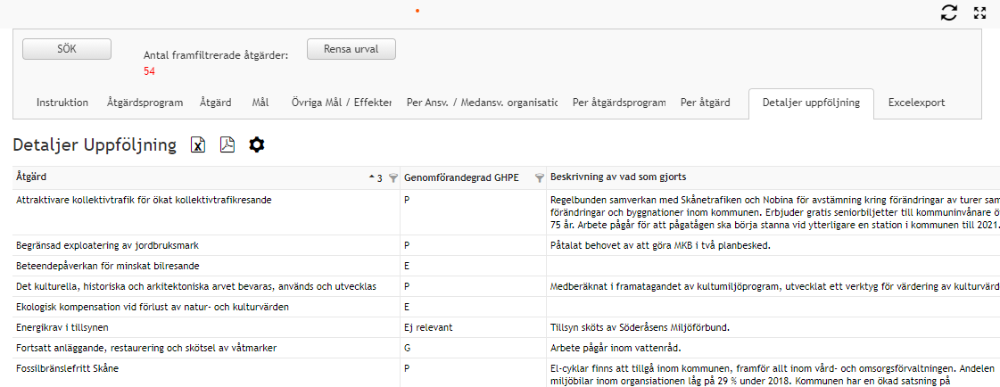 SÖK
Antal framfiltrerade åtgärder:
54
Rensa urval
Instruktion Åtgärdsprogram Åtgärd Mål Övriga Mål / Effekter Per Ansv. / Medansv. organisatic Per åtgärdsprogram Per åtgärd Detaljer uppföljning Excelexport
Detaljer Uppföljning
Åtgärd 3 Genomförandegrad GHPE Beskrivning av vad som gjorts
Attraktivare kollektivtrafik för ökat kollektivtrafikresande P Regelbunden samverkan med Skånetrafiken och Nobina för avstämning kring förändringar av turer sam
förändringar och byggnationer inom kommunen. Erbjuder gratis seniorbiljetter till kommuninvånare ö
75 år. Arbete pågår för att pågatågen ska börja stanna vid ytterligare en station i kommunen till 2021.
Begränsad exploatering av jordbruksmark P Påtalat behovet av att göra MKB i två planbesked.
Beteendepåverkan för minskat bilresande E
Det kulturella, historiska och arkitektoniska arvet bevaras, används och utvecklas P Medberäknat i framatagandet av kultumiljöprogram, utvecklat ett verktyg för värdering av kulturvärd
Ekologisk kompensation vid förlust av natur- och kulturvärden E
Energikrav i tillsynen Ej relevant Tillsyn sköts av Söderåsens Miljöförbund.
Fortsatt anläggande, restaurering och skötsel av våtmarker G Arbete pågår inom vattenråd.
Fossilbränslefritt Skåne P El-cyklar finns att tillgå inom kommunen, framför allt inom vård- och omsorgsförvaltningen. Andelen
miljöbilar inom organsiationen låg på 29 % under 2018. Kommunen har en ökad satsning på